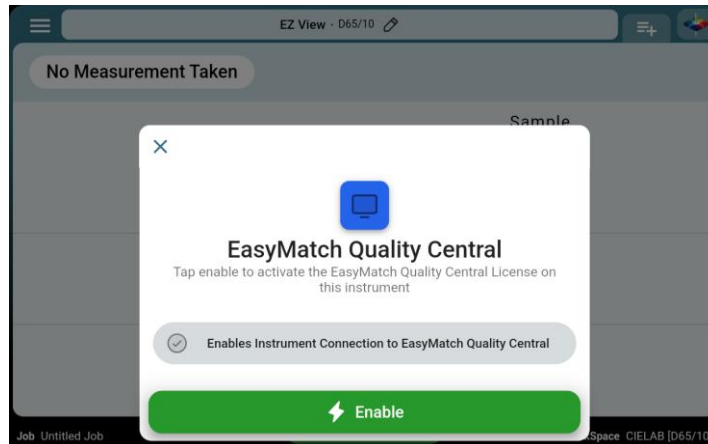 EZ View · D65/10
No Measurement Taken
Sample
EasyMatch Quality Central
Tap enable to activate the EasyMatch Quality Central License on
this instrument
Enables Instrument Connection to EasyMatch Quality Central
Enable
Job Untitled Job
Space CIELAB [D65/10